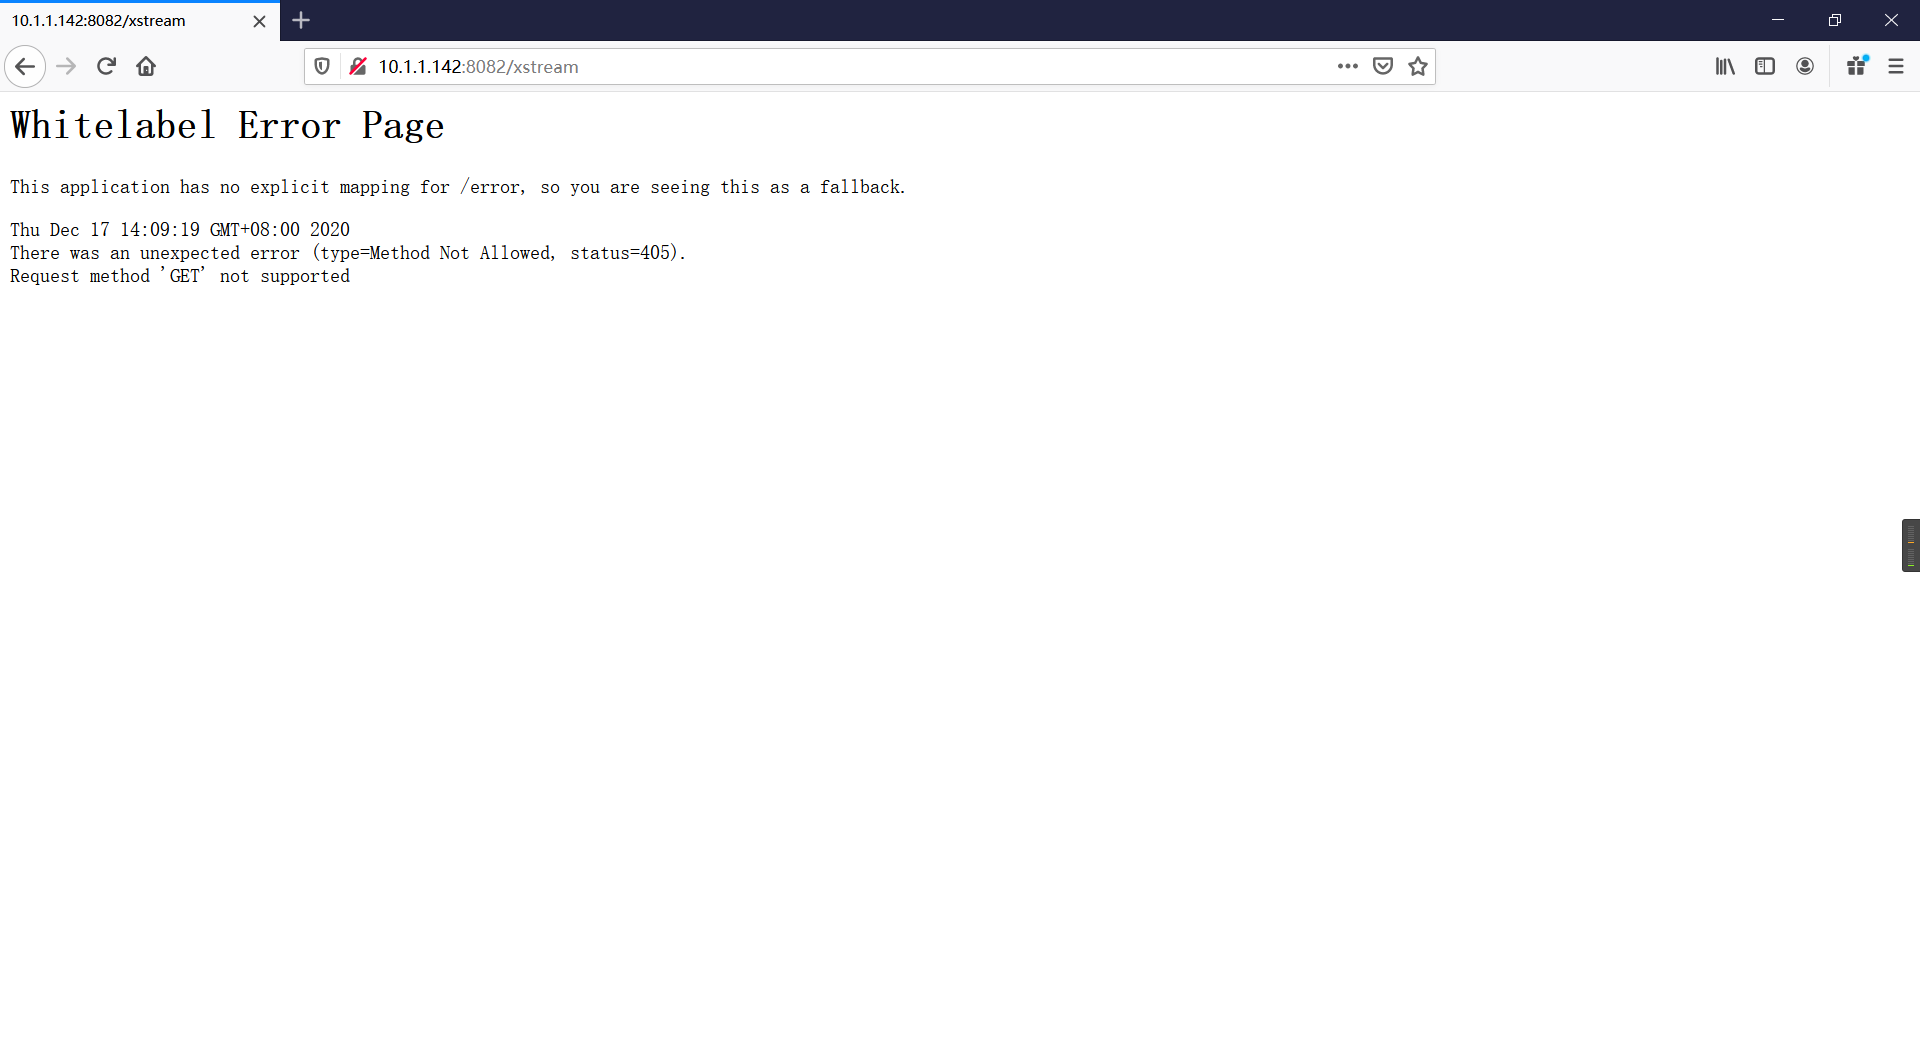 10.1.1.142:8082/xstream
10.1.1.142:8082/xstream
Whitelabel Error Page
This application has no explicit mapping for /error, so you are seeing this as a fallback.
Thu Dec 17 14:09:19 GMT+08:00 2020
There was an unexpected error (type=Method Not Allowed, status=405).
Request method 'GET' not supported